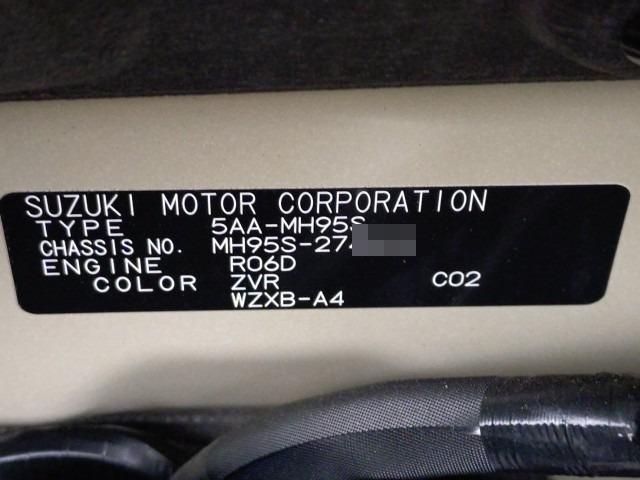 SUZUKI MOTOR CORPORATION
TYPE 5AA-MH95S
CHASSIS NO. MH95S-27
ENGINE R06D
COLOR ZVR C02
WZXB-A4